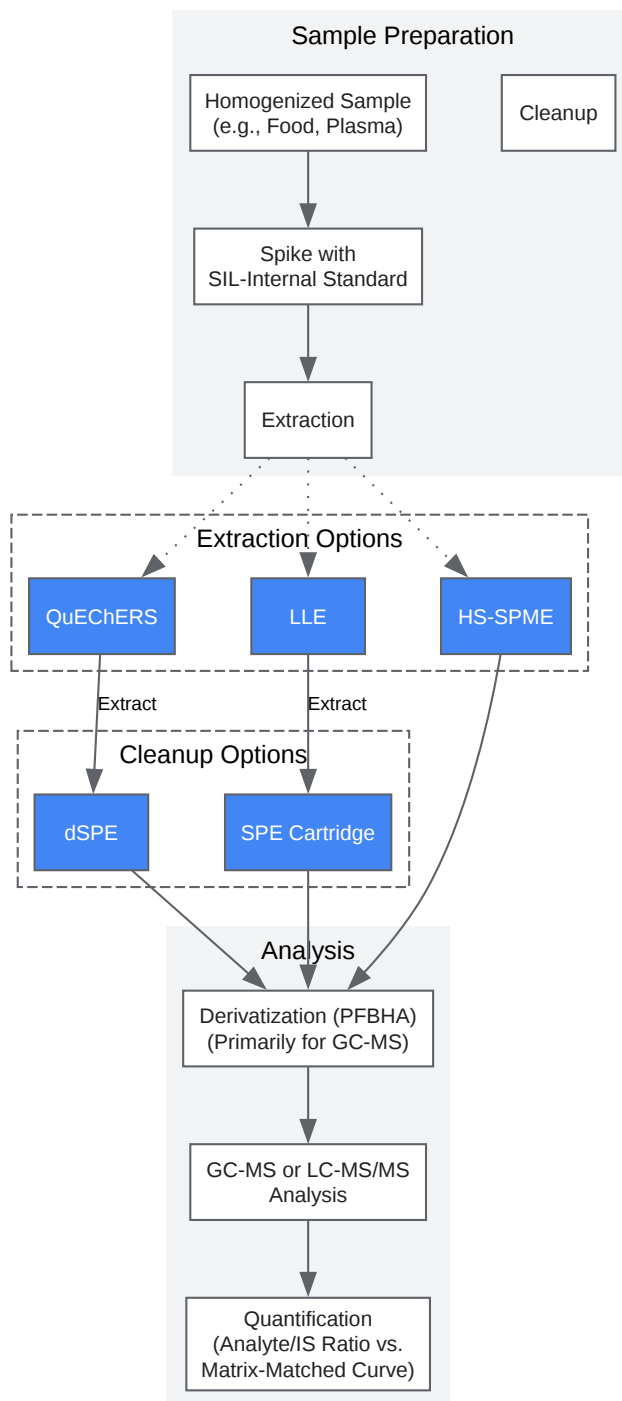 Sample Preparation
Homogenized Sample
(e.g., Food, Plasma)
Cleanup
Spike with
SIL-Internal Standard
Extraction
Extraction Options
QuEChERS
LLE
HS-SPME
Extract
Extract
Cleanup Options
dSPE
SPE Cartridge
Analysis
Derivatization (PFBHA)
(Primarily for GC-MS)
GC-MS or LC-MS/MS
Analysis
Quantification
(Analyte/IS Ratio vs.
Matrix-Matched Curve)